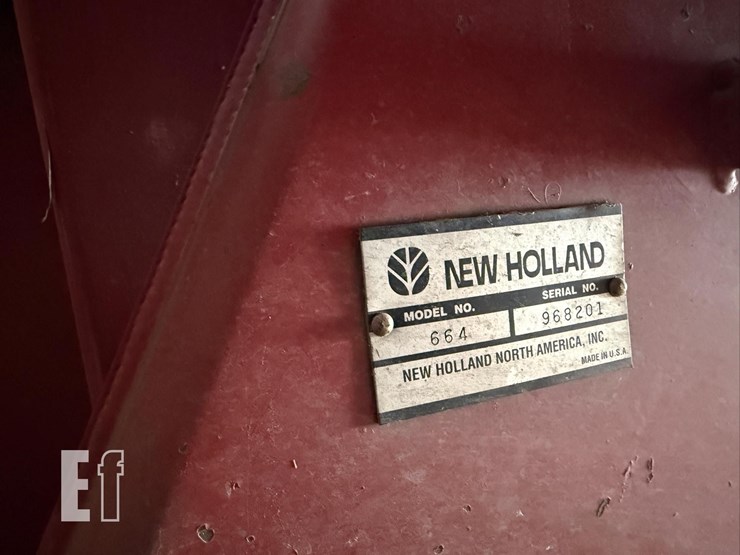 NEW HOLLAND
MODEL NO. SERIAL NO.
664 968201
NEW HOLLAND NORTH AMERICA, INC.
MADE IN U.S.A.
Ef